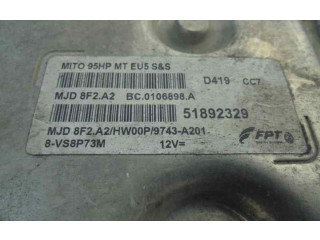 MITO 95HP MT EU5 S&S
D419 CCT.
MJD 8F2.A2 BC.0106898.A
51892329
MJD 8F2.A2/HW00P/9743-A201
8-VS8P73M 12V=
FPT